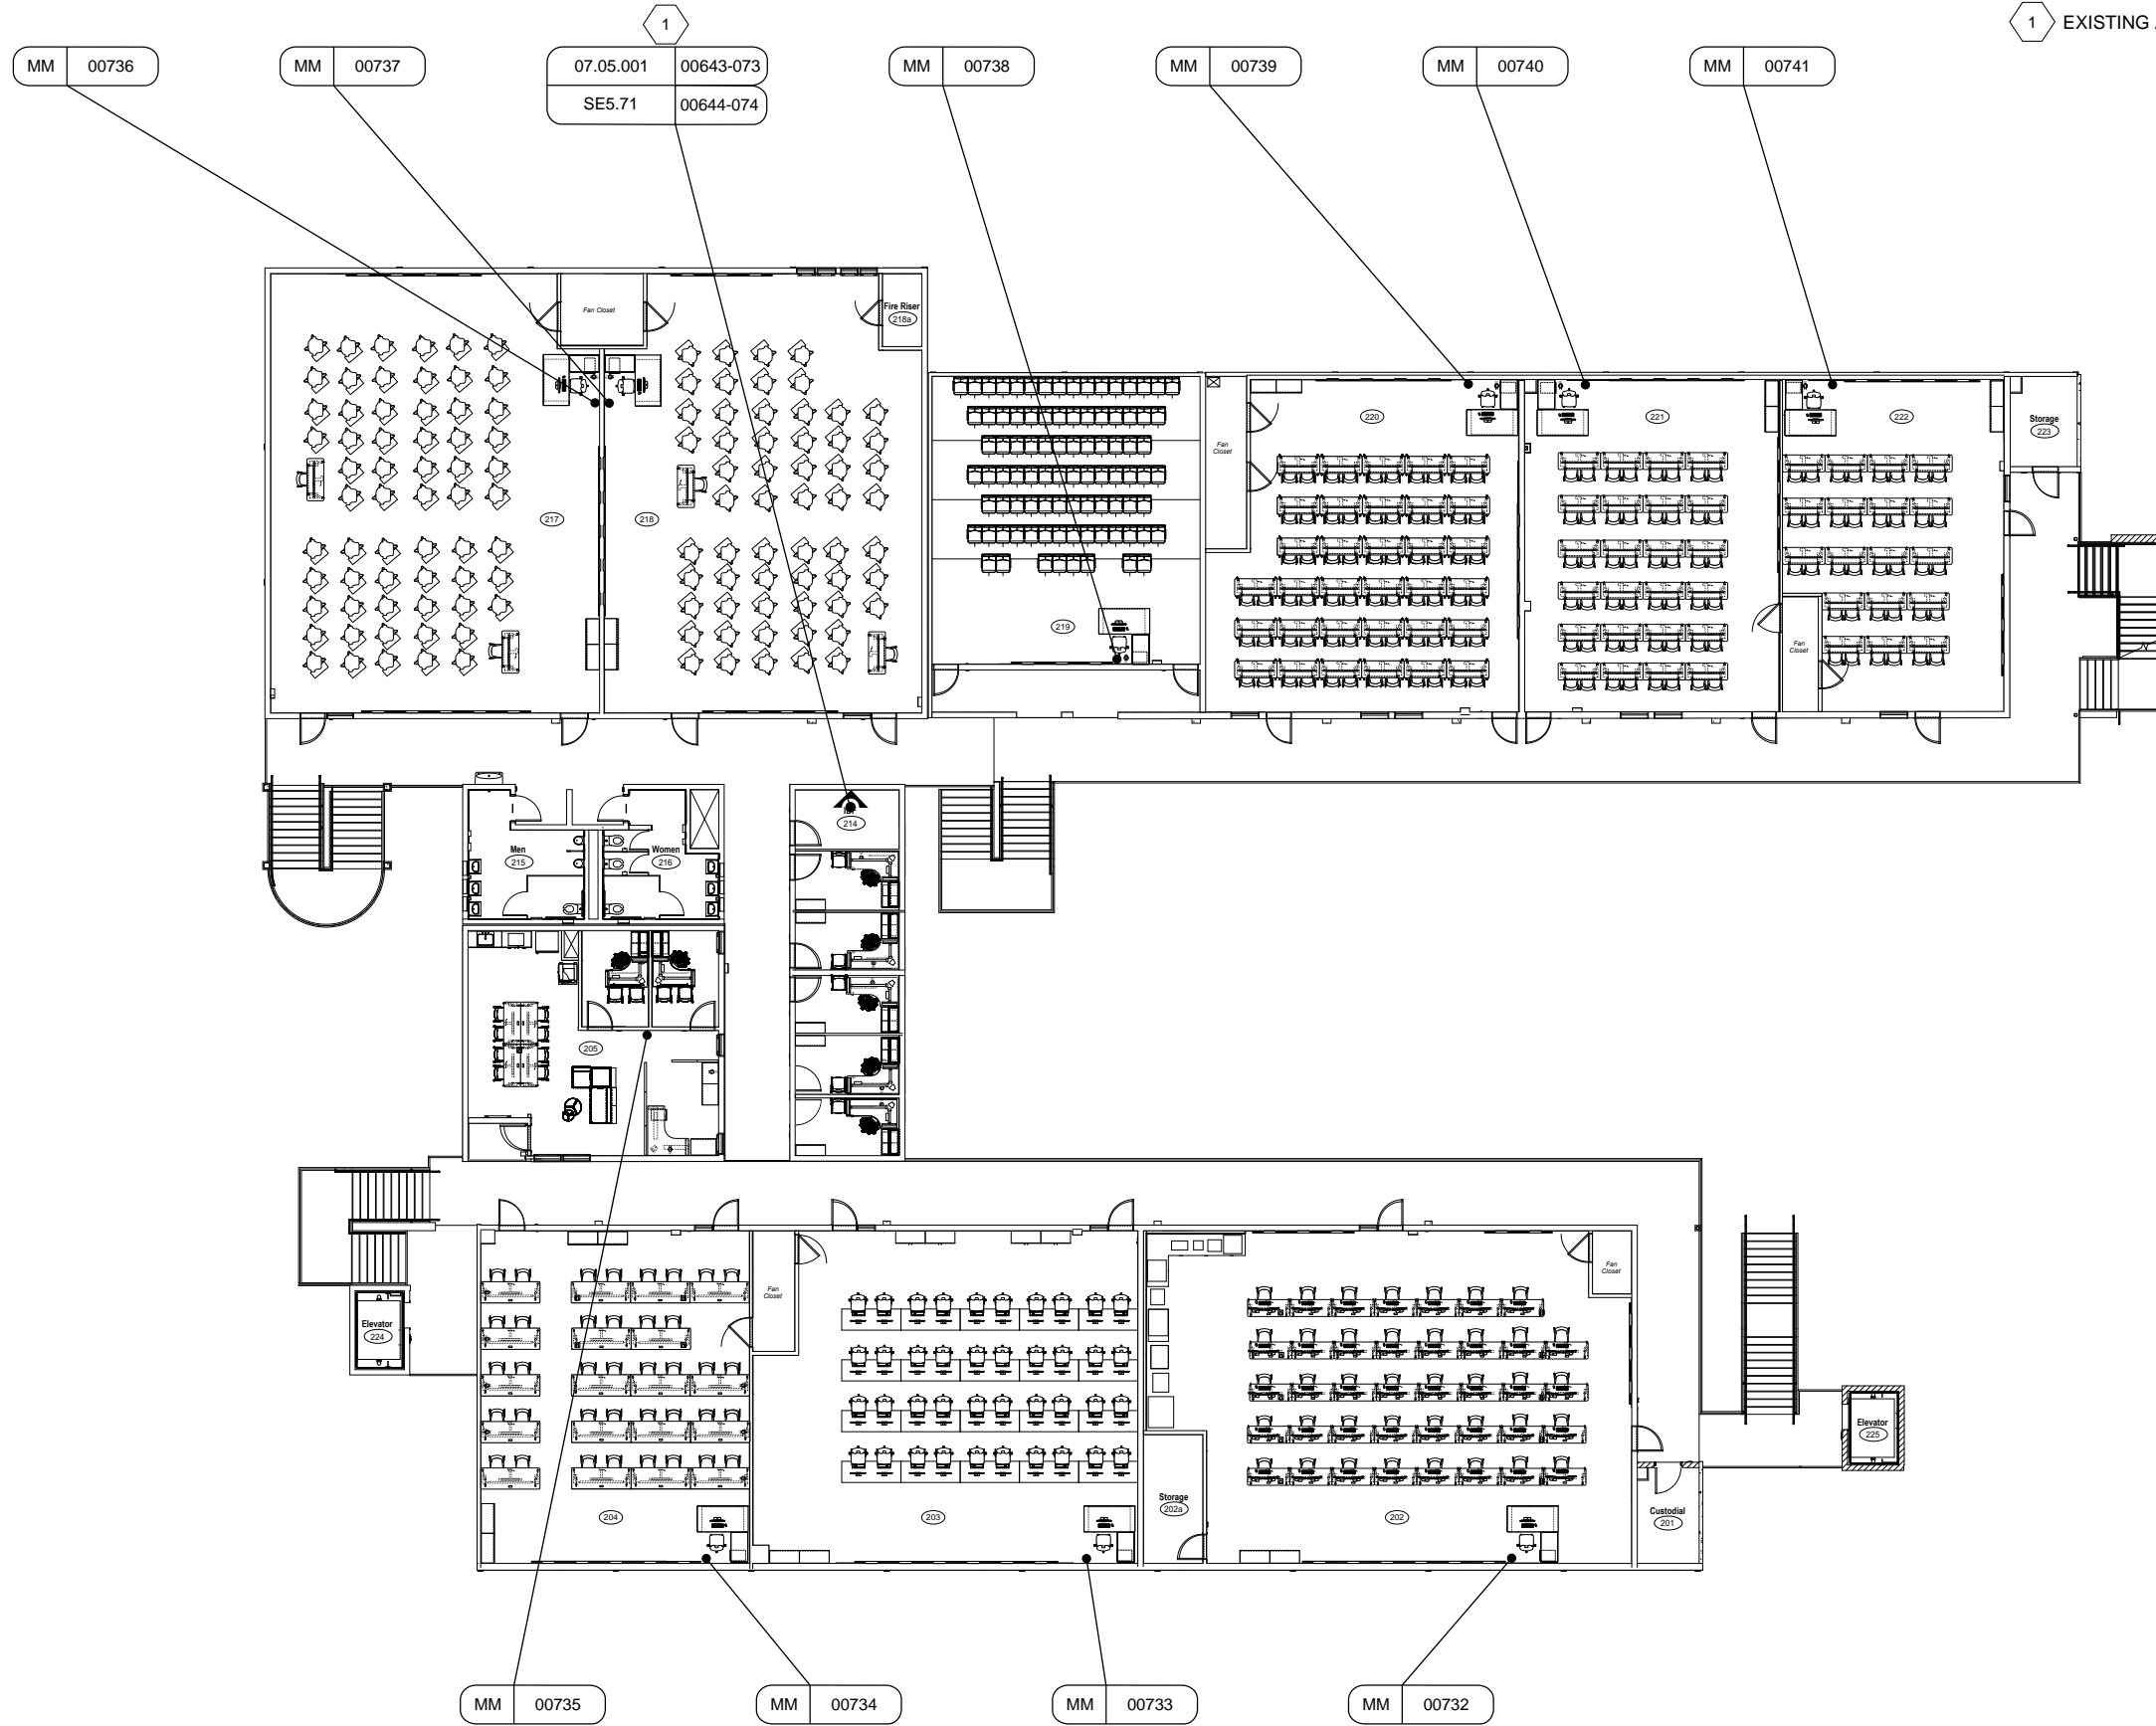 1
1 EXISTING
MM 00736
MM 00737
07.05.001 00643-073
SE5.71 00644-074
MM 00738
MM 00739
MM 00740
MM 00741
Fan Closet
Fire Riser
218a
217
218
219
Fan
Closet
220
221
222
Storage
223
Fan
Closet
214
Men
215
Women
216
205
Elevator
224
Fan
Closet
Fan
Closet
204
203
Storage
202a
202
Custodial
201
Elevator
225
MM 00735
MM 00734
MM 00733
MM 00732